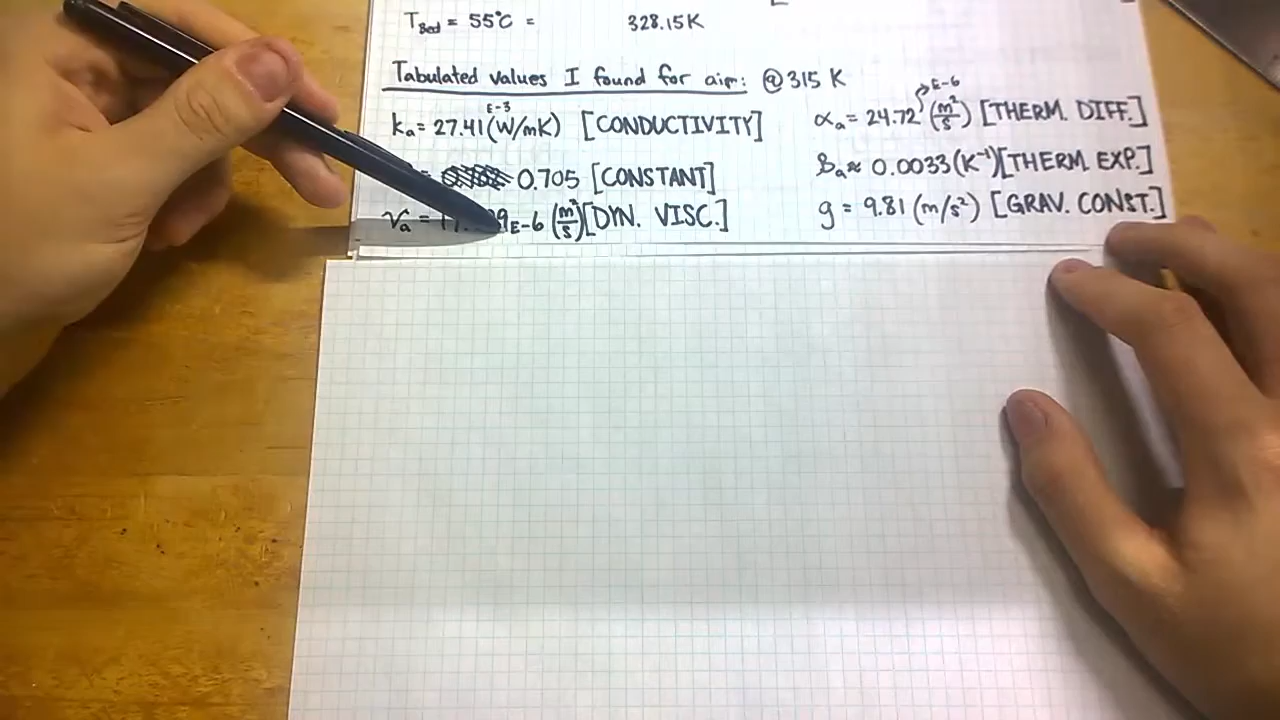 T_Bed = 55°C = 328.15K
Tabulated values I found for air: @315 K
k_a = 27.41 E-3 (W/mK) [CONDUCTIVITY]
α_a = 24.72 E-6 (m²/s) [THERM. DIFF.]
= 0.705 [CONSTANT]
β_a ≈ 0.0033 (K⁻¹) [THERM. EXP.]
ν_a = E-6 (m²/s) [DYN. VISC.]
g = 9.81 (m/s²) [GRAV. CONST.]